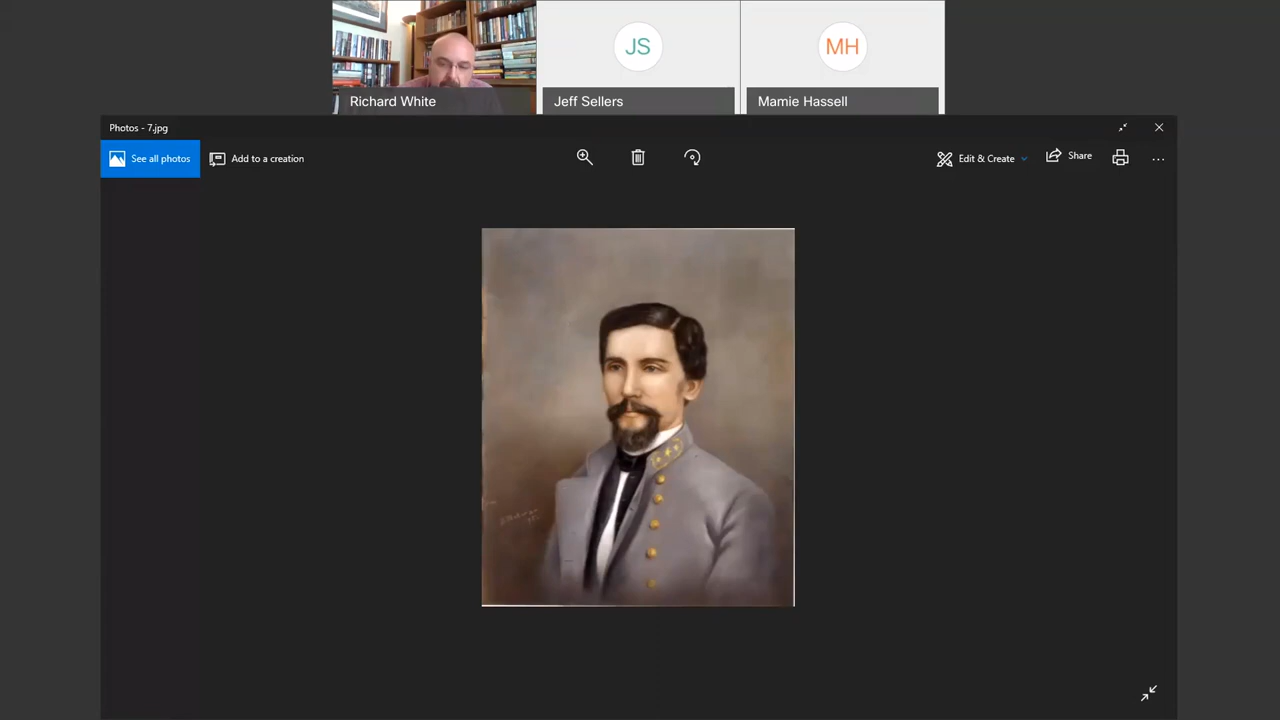 JS
MH
Richard White
Jeff Sellers
Mamie Hassell
Photos - 7.jpg
See all photos
Add to a creation
Edit & Create
Share